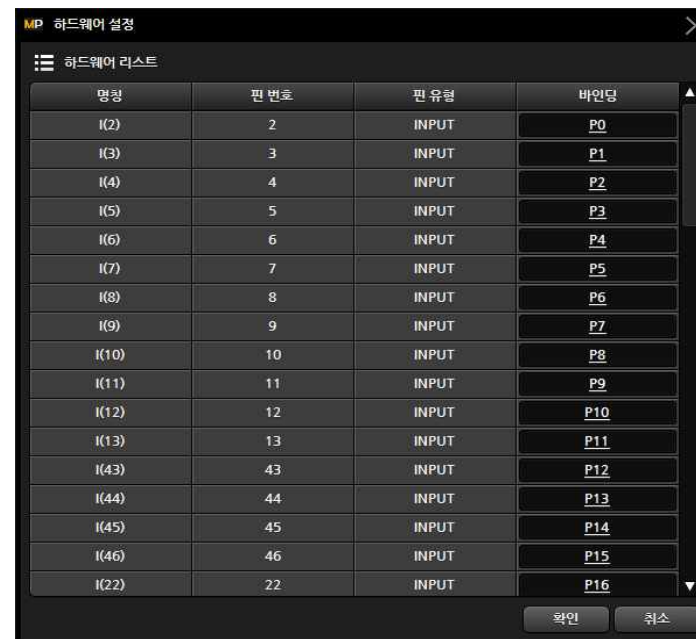 MP 하드웨어 설정
하드웨어 리스트
명칭 핀 번호 핀 유형 바인딩
I(2) 2 INPUT P0
I(3) 3 INPUT P1
I(4) 4 INPUT P2
I(5) 5 INPUT P3
I(6) 6 INPUT P4
I(7) 7 INPUT P5
I(8) 8 INPUT P6
I(9) 9 INPUT P7
I(10) 10 INPUT P8
I(11) 11 INPUT P9
I(12) 12 INPUT P10
I(13) 13 INPUT P11
I(43) 43 INPUT P12
I(44) 44 INPUT P13
I(45) 45 INPUT P14
I(46) 46 INPUT P15
I(22) 22 INPUT P16
확인 취소